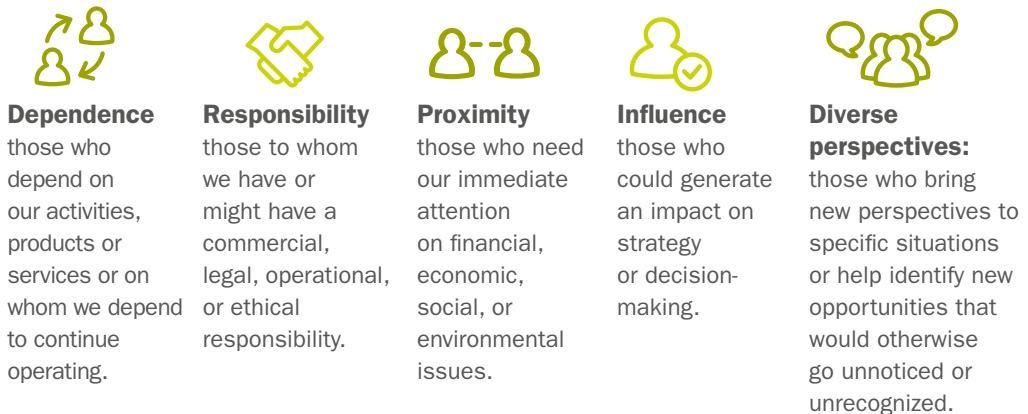 Dependence
those who
depend on
our activities,
products or
services or on
whom we depend
to continue
operating.
Responsibility
those to whom
we have or
might have a
commercial,
legal, operational,
or ethical
responsibility.
Proximity
those who need
our immediate
attention
on financial,
economic,
social, or
environmental
issues.
Influence
those who
could generate
an impact on
strategy
or decision-
making.
Diverse
perspectives:
those who bring
new perspectives to
specific situations
or help identify new
opportunities that
would otherwise
go unnoticed or
unrecognized.